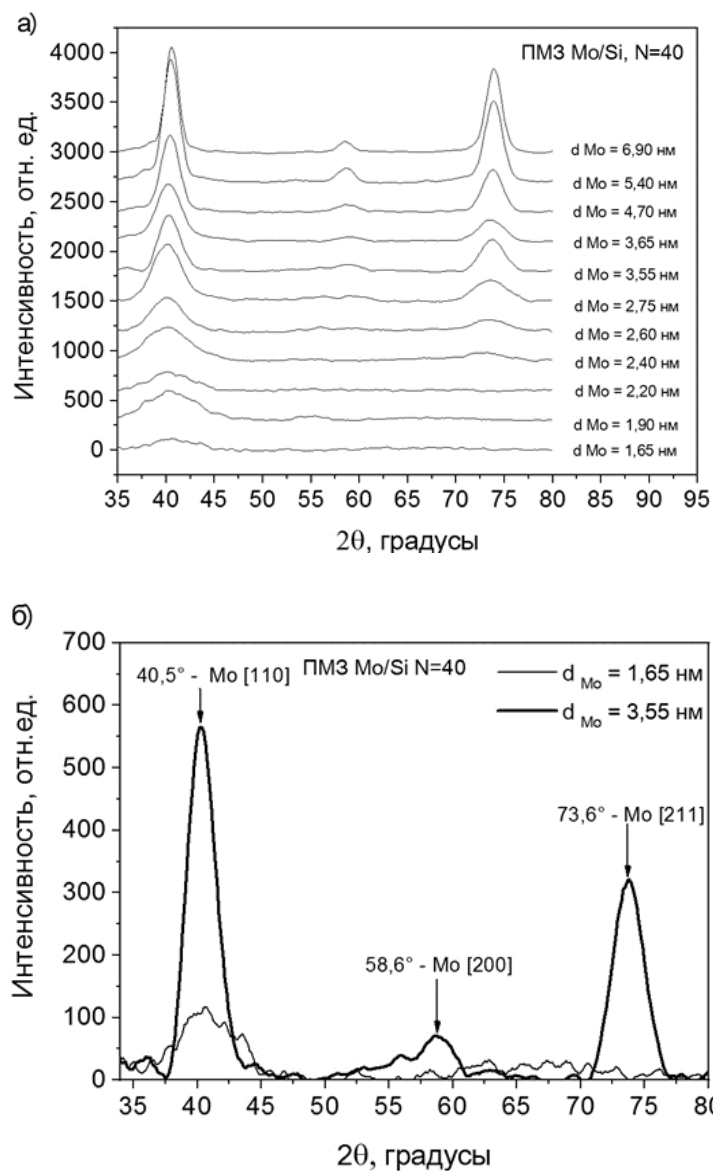 а)
ПМЗ Mo/Si, N=40
4000
3500
3000
2500
2000
1500
1000
500
0
Интенсивность, отн. ед.
d Mo = 6,90 нм
d Mo = 5,40 нм
d Mo = 4,70 нм
d Mo = 3,65 нм
d Mo = 3,55 нм
d Mo = 2,75 нм
d Mo = 2,60 нм
d Mo = 2,40 нм
d Mo = 2,20 нм
d Mo = 1,90 нм
d Mo = 1,65 нм
35 40 45 50 55 60 65 70 75 80 85 90 95
2θ, градусы
б)
700
600
500
400
300
200
100
0
Интенсивность, отн.ед.
40,5° - Mo [110]
ПМЗ Mo/Si N=40
d Mo = 1,65 нм
d Mo = 3,55 нм
73,6° - Mo [211]
58,6° - Mo [200]
35 40 45 50 55 60 65 70 75 80
2θ, градусы